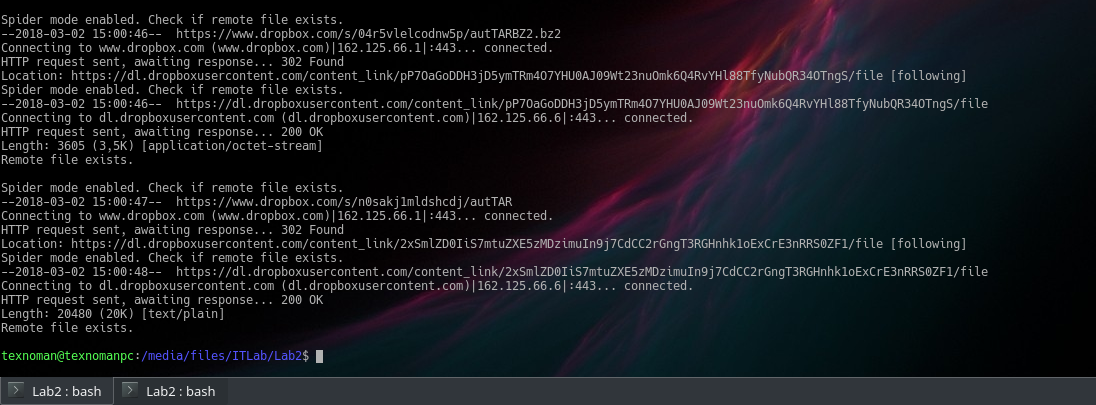 Spider mode enabled. Check if remote file exists.
--2018-03-02 15:00:46--  https://www.dropbox.com/s/04r5vlelcodnw5p/autTARBZ2.bz2
Connecting to www.dropbox.com (www.dropbox.com)|162.125.66.1|:443... connected.
HTTP request sent, awaiting response... 302 Found
Location: https://dl.dropboxusercontent.com/content_link/pP7OaGoDDH3jD5ymTRm4O7YHU0AJ09Wt23nuOmk6Q4RvYHl88TfyNubQR34OTngS/file [following]
Spider mode enabled. Check if remote file exists.
--2018-03-02 15:00:46--  https://dl.dropboxusercontent.com/content_link/pP7OaGoDDH3jD5ymTRm4O7YHU0AJ09Wt23nuOmk6Q4RvYHl88TfyNubQR34OTngS/file
Connecting to dl.dropboxusercontent.com (dl.dropboxusercontent.com)|162.125.66.6|:443... connected.
HTTP request sent, awaiting response... 200 OK
Length: 3605 (3,5K) [application/octet-stream]
Remote file exists.
Spider mode enabled. Check if remote file exists.
--2018-03-02 15:00:47--  https://www.dropbox.com/s/n0sakj1mldshcdj/autTAR
Connecting to www.dropbox.com (www.dropbox.com)|162.125.66.1|:443... connected.
HTTP request sent, awaiting response... 302 Found
Location: https://dl.dropboxusercontent.com/content_link/2xSmlZD0IiS7mtuZXE5zMDzimuIn9j7CdCC2rGngT3RGHnhk1oExCrE3nRRS0ZF1/file [following]
Spider mode enabled. Check if remote file exists.
--2018-03-02 15:00:48--  https://dl.dropboxusercontent.com/content_link/2xSmlZD0IiS7mtuZXE5zMDzimuIn9j7CdCC2rGngT3RGHnhk1oExCrE3nRRS0ZF1/file
Connecting to dl.dropboxusercontent.com (dl.dropboxusercontent.com)|162.125.66.6|:443... connected.
HTTP request sent, awaiting response... 200 OK
Length: 20480 (20K) [text/plain]
Remote file exists.
texnoman@texnomanpc:/media/files/ITLab/Lab2$
Lab2 : bash
Lab2 : bash